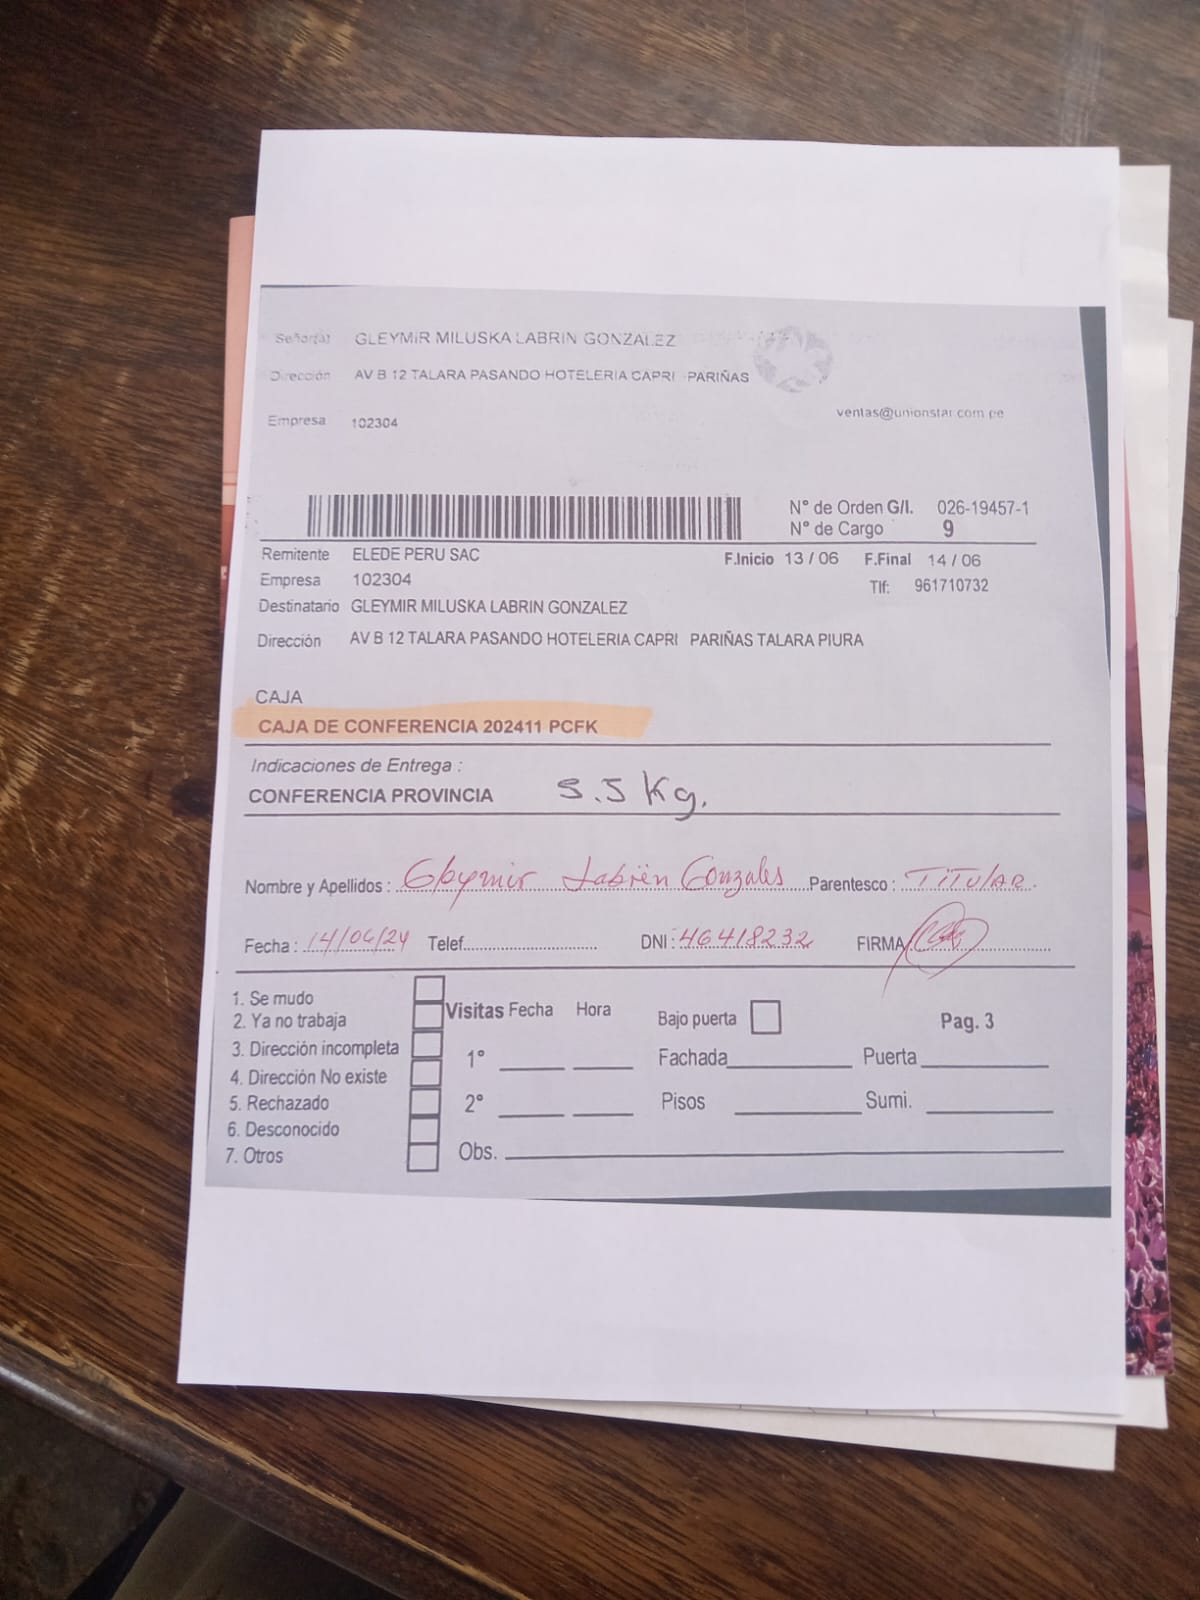 Señor(a) GLEYMIR MILUSKA LABRIN GONZALEZ
Dirección AV B 12 TALARA PASANDO HOTELERIA CAPRI -PARIÑAS
Empresa 102304
ventas@unionstar.com.pe
N° de Orden G/I. 026-19457-1
N° de Cargo 9
Remitente ELEDE PERU SAC F.Inicio 13 / 06 F.Final 14 / 06
Empresa 102304 Tlf: 961710732
Destinatario GLEYMIR MILUSKA LABRIN GONZALEZ
Dirección AV B 12 TALARA PASANDO HOTELERIA CAPRI PARIÑAS TALARA PIURA
CAJA
CAJA DE CONFERENCIA 202411 PCFK
Indicaciones de Entrega :
CONFERENCIA PROVINCIA 5.5 Kg.
Nombre y Apellidos : Gleymir Labrin Gonzales Parentesco : TITULAR.
Fecha : 14/06/24 Telef. DNI : 46418232 FIRMA
1. Se mudo
2. Ya no trabaja
3. Dirección incompleta
4. Dirección No existe
5. Rechazado
6. Desconocido
7. Otros
Visitas Fecha Hora
1°
2°
Obs.
Bajo puerta Pag. 3
Fachada Puerta
Pisos Sumi.